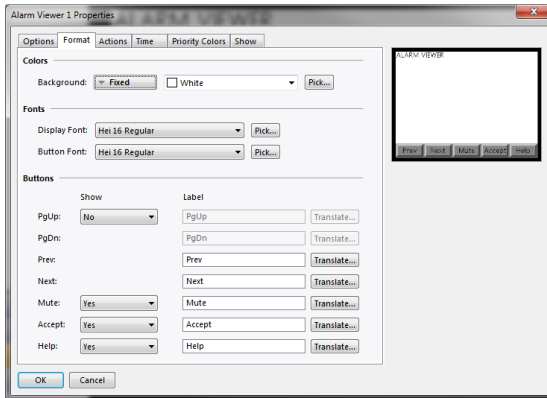 Alarm Viewer 1 Properties
ALARM VIEWER
Options Format Actions Time Priority Colors Show
Colors
Background: Fixed White Pick...
Fonts
Display Font: Hei 16 Regular Pick...
Button Font: Hei 16 Regular Pick...
Buttons
Show Label
PgUp: No PgUp Translate...
PgDn: PgDn Translate...
Prev: Prev Translate...
Next: Next Translate...
Mute: Yes Mute Translate...
Accept: Yes Accept Translate...
Help: Yes Help Translate...
OK Cancel
ALARM VIEWER
Prev Next Mute Accept Help